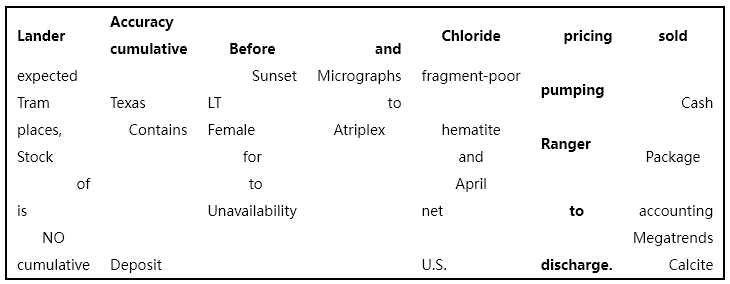 Accuracy
Lander Chloride pricing sold
cumulative Before and
expected Sunset Micrographs fragment-poor
pumping
Tram Texas LT to Cash
places, Contains Female Atriplex hematite
Ranger
Stock for and Package
of to April
is Unavailability net to accounting
NO Megatrends
cumulative Deposit U.S. discharge. Calcite